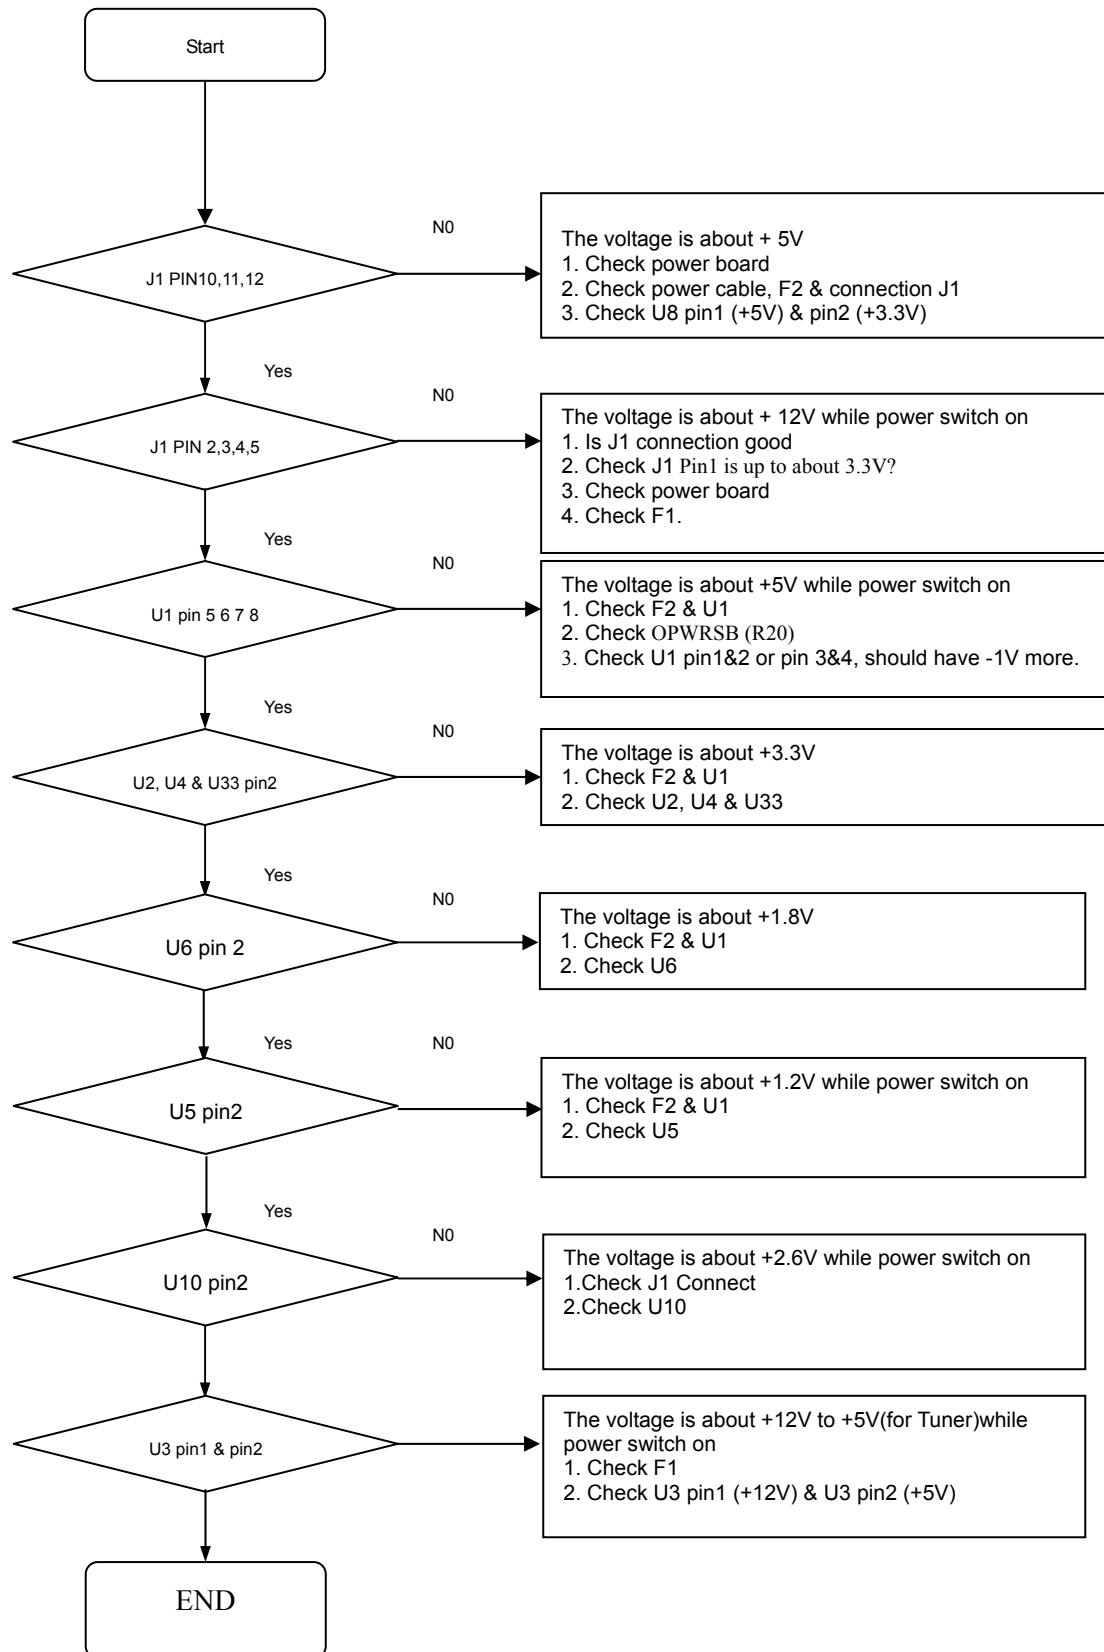 Start
N0
J1 PIN10,11,12
The voltage is about + 5V
1. Check power board
2. Check power cable, F2 & connection J1
3. Check U8 pin1 (+5V) & pin2 (+3.3V)
Yes
N0
J1 PIN 2,3,4,5
The voltage is about + 12V while power switch on
1. Is J1 connection good
2. Check J1 Pin1 is up to about 3.3V?
3. Check power board
4. Check F1.
Yes
N0
U1 pin 5 6 7 8
The voltage is about +5V while power switch on
1. Check F2 & U1
2. Check OPWRSB (R20)
3. Check U1 pin1&2 or pin 3&4, should have -1V more.
Yes
N0
U2, U4 & U33 pin2
The voltage is about +3.3V
1. Check F2 & U1
2. Check U2, U4 & U33
Yes
N0
U6 pin 2
The voltage is about +1.8V
1. Check F2 & U1
2. Check U6
Yes
N0
U5 pin2
The voltage is about +1.2V while power switch on
1. Check F2 & U1
2. Check U5
Yes
N0
U10 pin2
The voltage is about +2.6V while power switch on
1.Check J1 Connect
2.Check U10
U3 pin1 & pin2
The voltage is about +12V to +5V(for Tuner)while
power switch on
1. Check F1
2. Check U3 pin1 (+12V) & U3 pin2 (+5V)
END